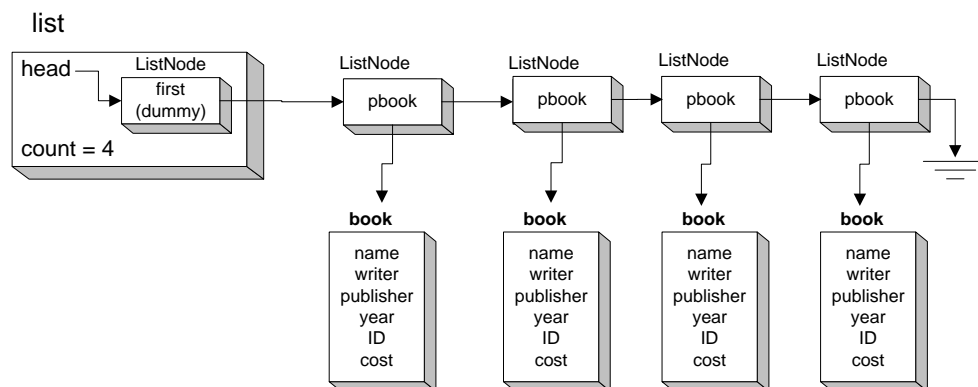 list
head
ListNode
first
(dummy)
count = 4
ListNode
pbook
ListNode
pbook
ListNode
pbook
ListNode
pbook
book
name
writer
publisher
year
ID
cost
book
name
writer
publisher
year
ID
cost
book
name
writer
publisher
year
ID
cost
book
name
writer
publisher
year
ID
cost